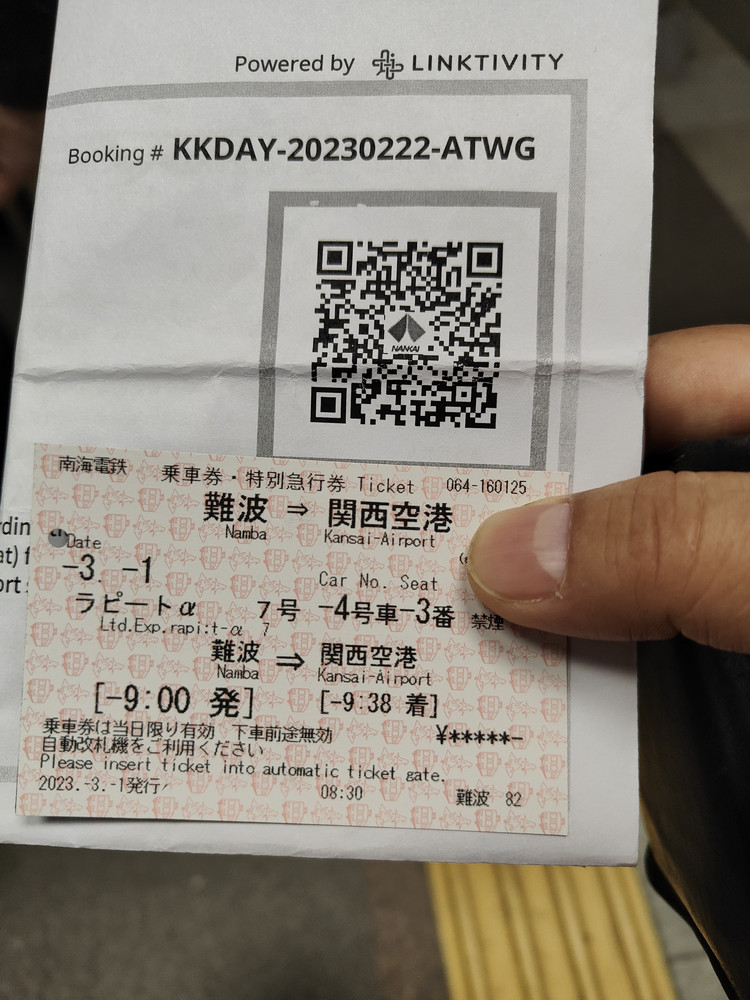 Powered by LINKTIVITY
Booking # KKDAY-20230222-ATWG
NANKAI
南海電鉄 乗車券・特別急行券 Ticket 064-160125
難波 ⇒ 関西空港
Namba Kansai-Airport
Date
-3 -1
Car No. Seat
ラピートα 7号 -4号車-3番 禁煙
Ltd.Exp.rapi:t-α 7
難波 ⇒ 関西空港
Namba Kansai-Airport
[-9:00 発] [-9:38 着]
乗車券は当日限り有効 下車前途無効 ¥*****-
自動改札機をご利用ください
Please insert ticket into automatic ticket gate.
2023.-3.-1発行 08:30 難波 82